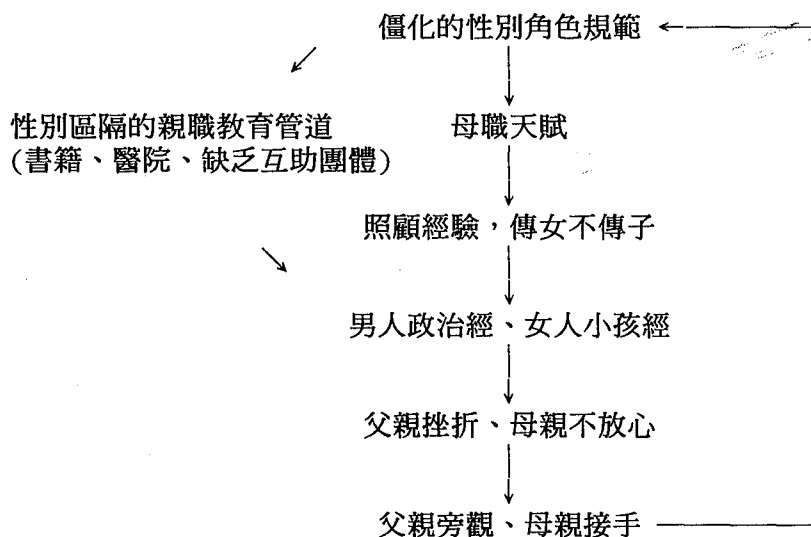 僵化的性別角色規範
性別區隔的親職教育管道
(書籍、醫院、缺乏互助團體)
母職天賦
照顧經驗，傳女不傳子
男人政治經、女人小孩經
父親挫折、母親不放心
父親旁觀、母親接手